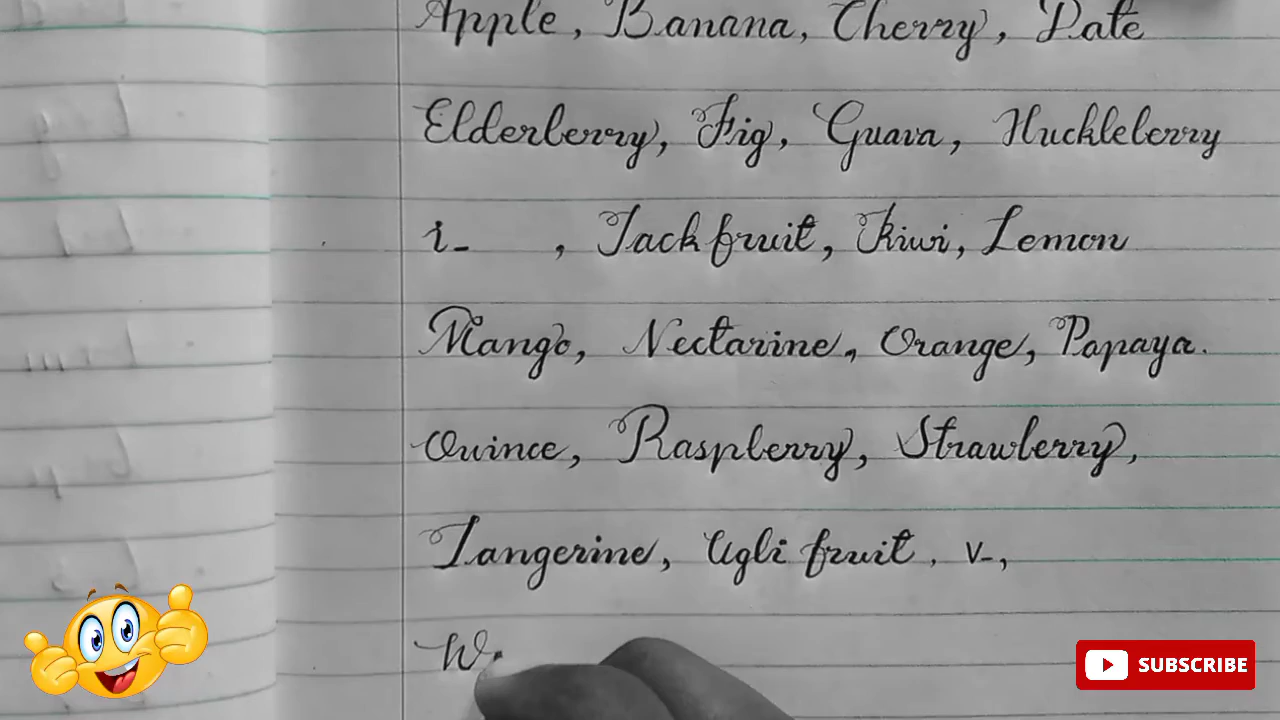 Apple, Banana, Cherry, Date
Elderberry, Fig, Guava, Huckleberry
i- , Jackfruit, Kiwi, Lemon
Mango, Nectarine, Orange, Papaya.
Quince, Raspberry, Strawberry,
Tangerine, Ugli fruit, V-,
W
SUBSCRIBE